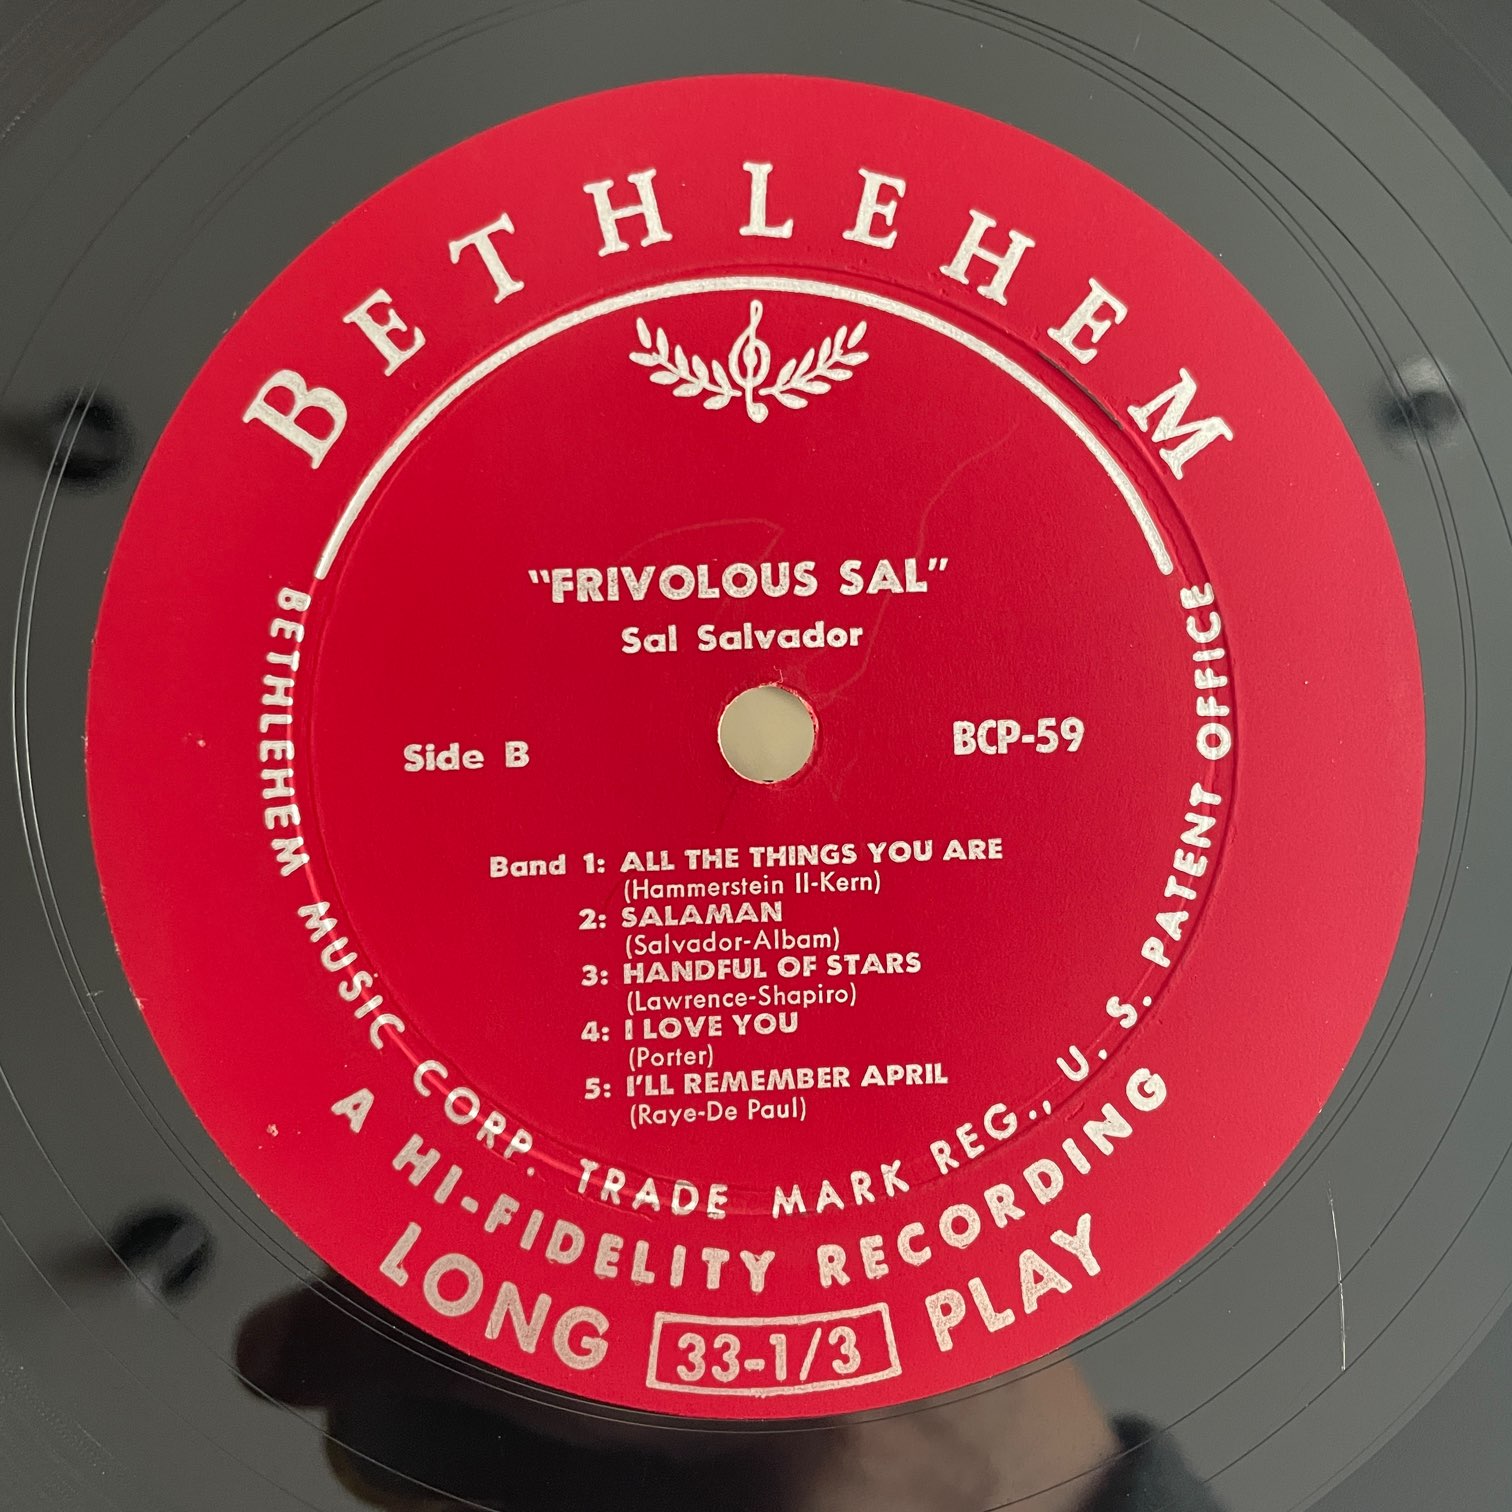 BETHLEHEM
"FRIVOLOUS SAL"
Sal Salvador
Side B
BCP-59
Band 1: ALL THE THINGS YOU ARE
(Hammerstein II-Kern)
2: SALAMAN
(Salvador-Albam)
3: HANDFUL OF STARS
(Lawrence-Shapiro)
4: I LOVE YOU
(Porter)
5: I'LL REMEMBER APRIL
(Raye-De Paul)
BETHLEHEM MUSIC CORP. TRADE MARK REG., U. S. PATENT OFFICE
A HI-FIDELITY RECORDING
LONG 33-1/3 PLAY